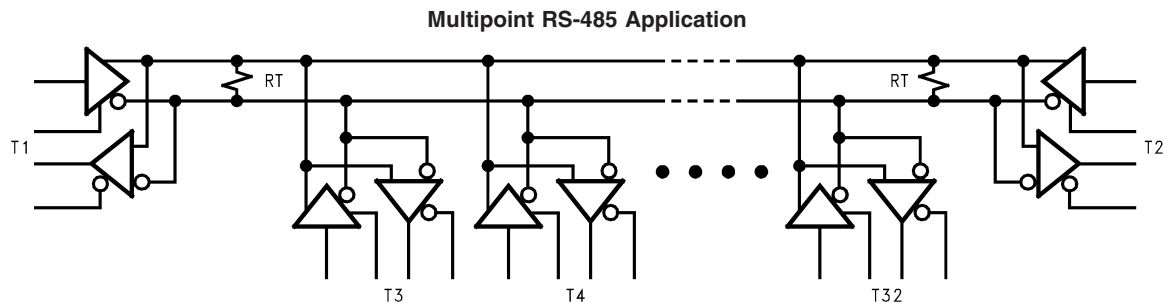 Multipoint RS-485 Application
RT
RT
T1
T2
T3
T4
T32